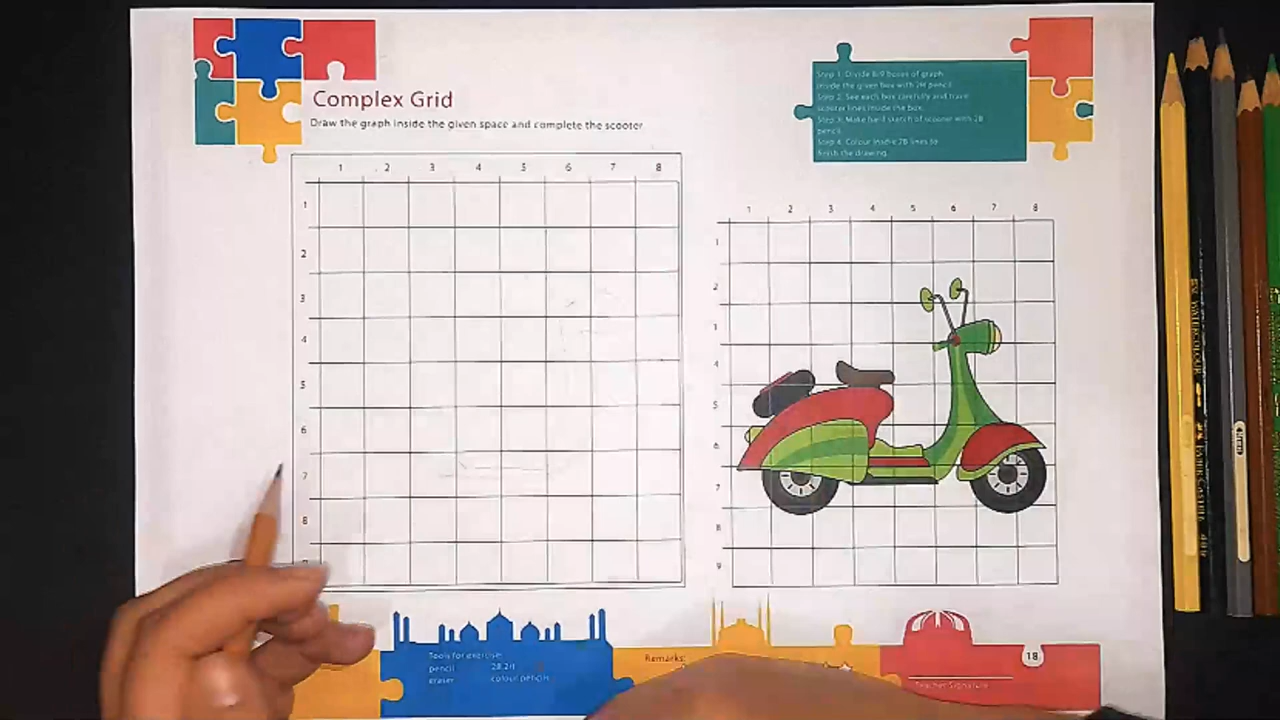 Complex Grid
Draw the graph inside the given space and complete the scooter
Step 1: Divide 8/9 boxes of graph
inside the given box with 2H pencil
Step 2: See each box carefully and trace
scooter lines inside the box.
Step 3: Make hard sketch of scooter with 2B
pencil.
Step 4: Colour inside 2B lines to
finish the drawing.
1 2 3 4 5 6 7 8
1
2
3
4
5
6
7
8
1 2 3 4 5 6 7 8
1
2
3
5
6
7
8
9
Tools for exercise:
pencil 2B,2H
eraser colour pencils
Remarks:
18
Teacher Signature